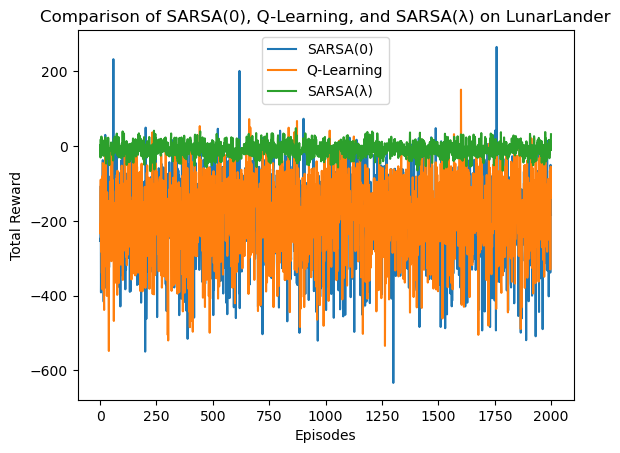 Comparison of SARSA(0), Q-Learning, and SARSA(λ) on LunarLander
SARSA(0)
Q-Learning
SARSA(λ)
200
0
−200
−400
−600
Total Reward
0 250 500 750 1000 1250 1500 1750 2000
Episodes